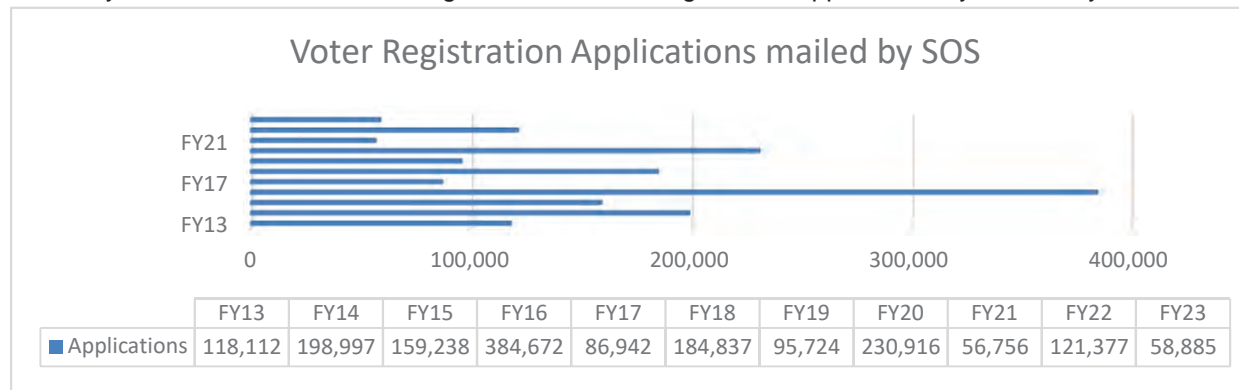 Voter Registration Applications mailed by SOS
FY21
FY17
FY13
0 100,000 200,000 300,000 400,000
FY13 FY14 FY15 FY16 FY17 FY18 FY19 FY20 FY21 FY22 FY23
Applications 118,112 198,997 159,238 384,672 86,942 184,837 95,724 230,916 56,756 121,377 58,885